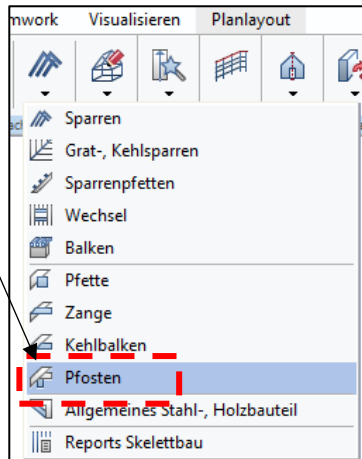 mwork Visualisieren Planlayout
Sparren
Grat-, Kehlsparren
Sparrenpfetten
Wechsel
Balken
Pfette
Zange
Kehlbalken
Pfosten
Allgemeines Stahl-, Holzbauteil
Reports Skelettbau